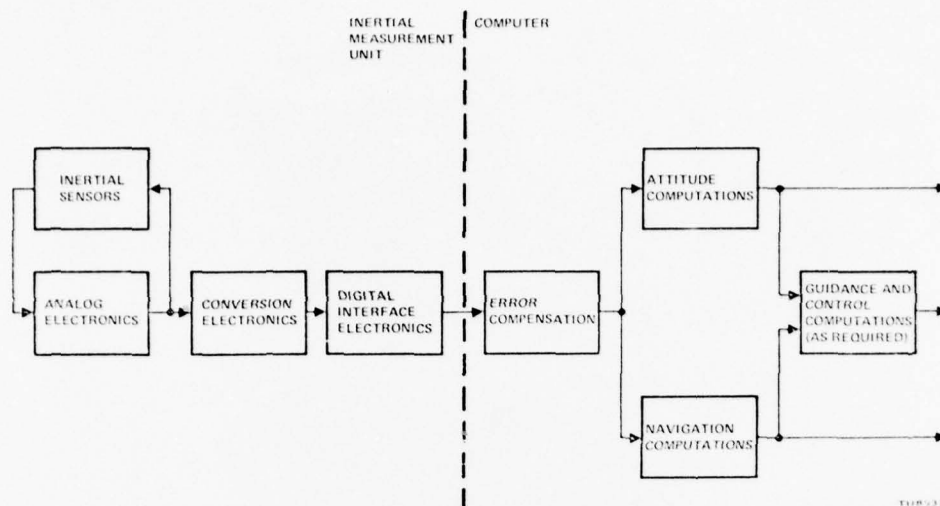 INERTIAL
MEASUREMENT
UNIT
COMPUTER
INERTIAL
SENSORS
ANALOG
ELECTRONICS
CONVERSION
ELECTRONICS
DIGITAL
INTERFACE
ELECTRONICS
ERROR
COMPENSATION
ATTITUDE
COMPUTATIONS
NAVIGATION
COMPUTATIONS
GUIDANCE AND
CONTROL
COMPUTATIONS
(AS REQUIRED)